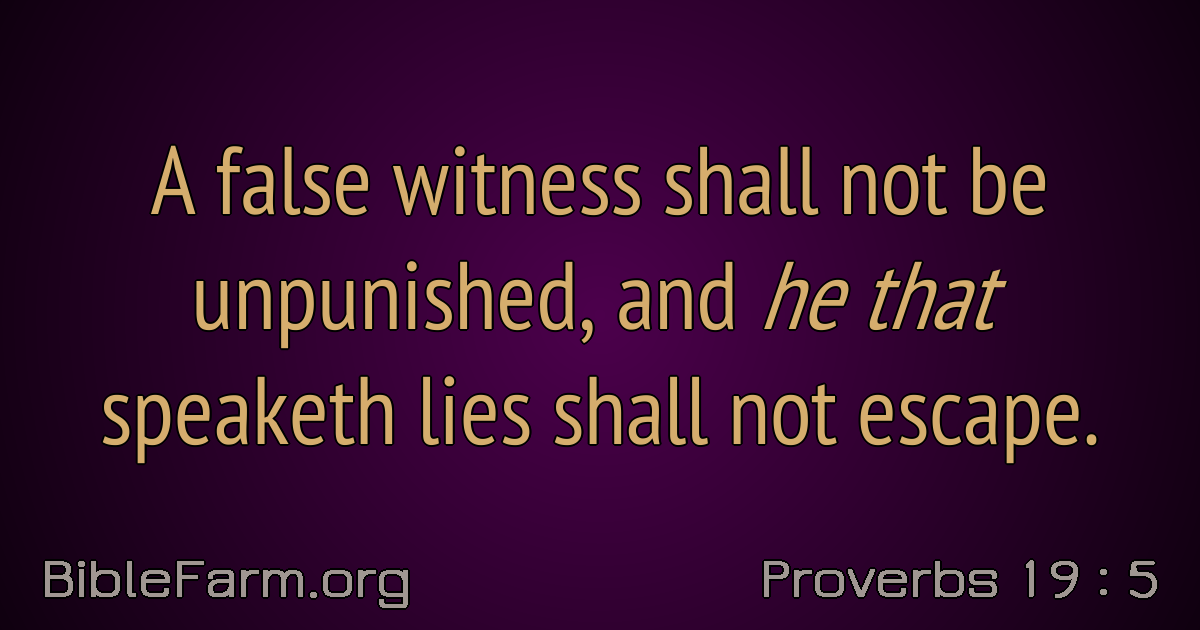 A false witness shall not be
unpunished, and he that
speaketh lies shall not escape.
BibleFarm.org
Proverbs 19 : 5